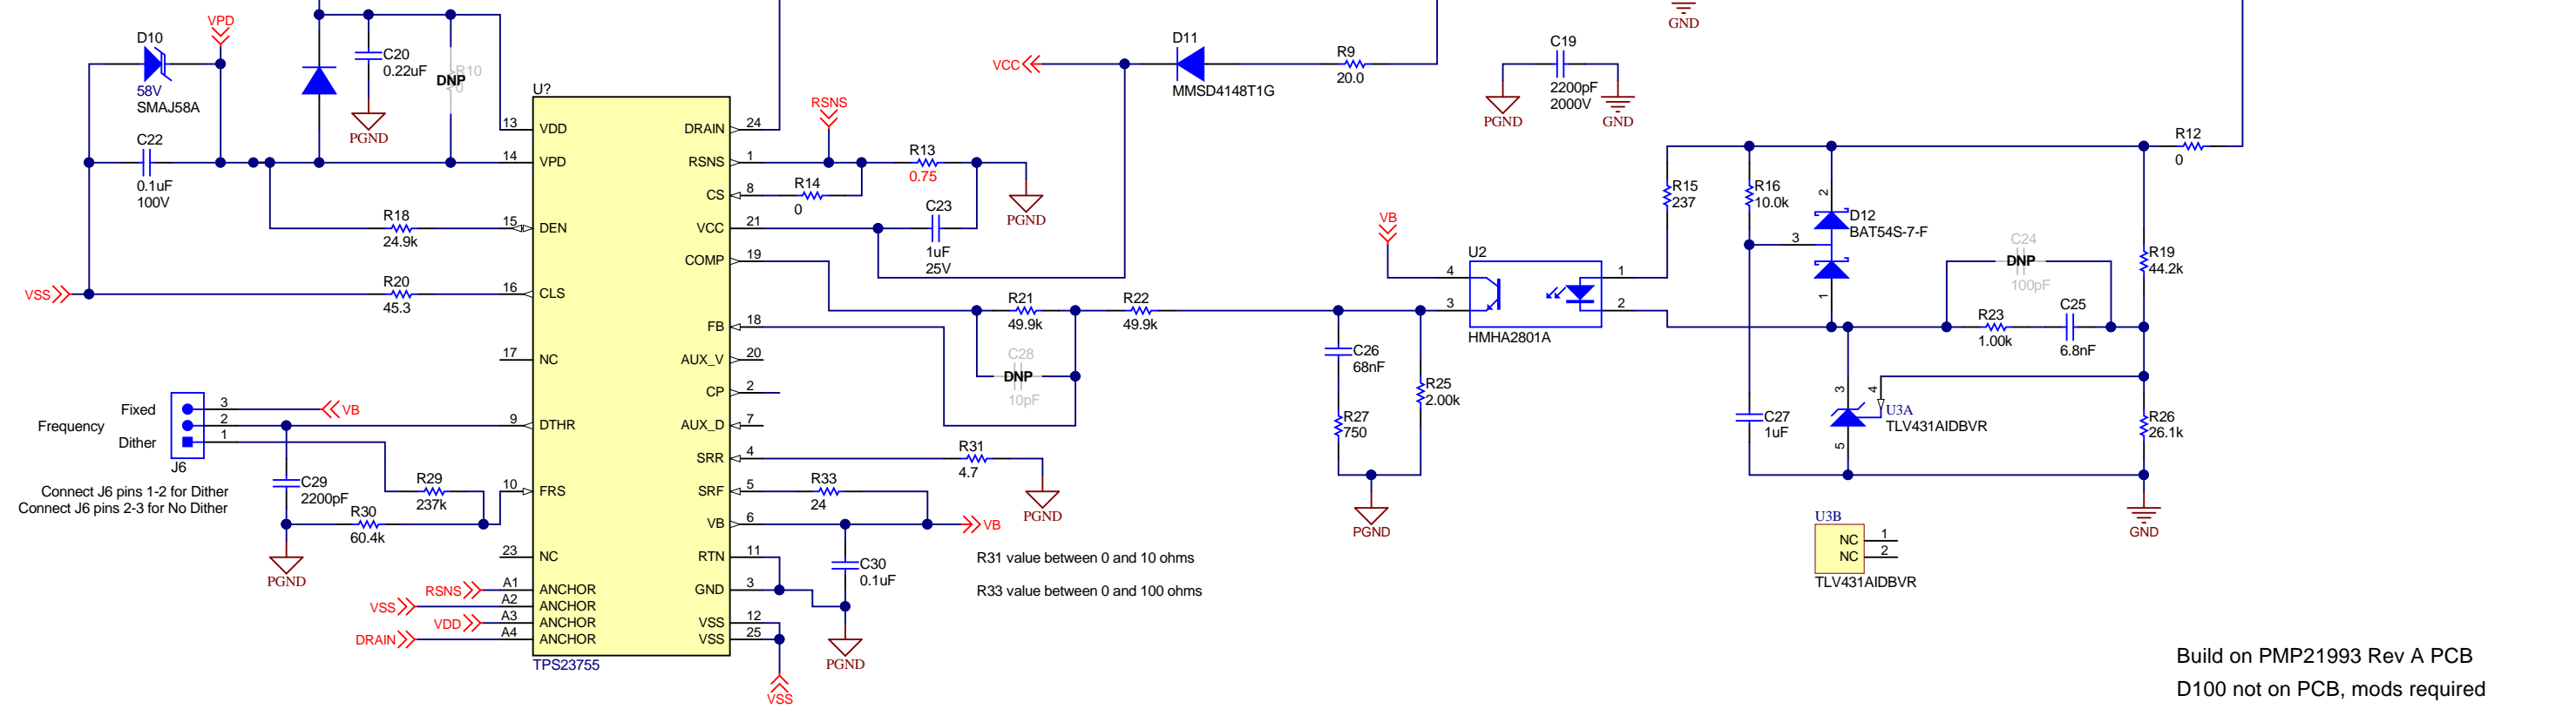 VPD
D10
58V
SMAJ58A
C22
0.1uF
100V
C20
0.22uF
R10
DNP
0
R18
24.9k
VSS
R20
45.3
Fixed
Frequency
Dither
J6
3
2
1
VB
Connect J6 pins 1-2 for Dither
Connect J6 pins 2-3 for No Dither
C29
2200pF
R29
237k
R30
60.4k
PGND
PGND
RSNS
VSS
VDD
DRAIN
U?
13 VDD
14 VPD
15 DEN
16 CLS
17 NC
9 DTHR
10 FRS
23 NC
A1 ANCHOR
A2 ANCHOR
A3 ANCHOR
A4 ANCHOR
TPS23755
DRAIN 24
RSNS 1
CS 8
VCC 21
COMP 19
FB 18
AUX_V 20
CP 2
AUX_D 7
SRR 4
SRF 5
VB 6
RTN 11
GND 3
VSS 12
VSS 25
RSNS
R13
0.75
R14
0
C23
1uF
25V
PGND
VCC
D11
MMSD4148T1G
R9
20.0
R21
49.9k
C28
DNP
10pF
R22
49.9k
R31
4.7
PGND
R33
24
VB
C30
0.1uF
PGND
VSS
R31 value between 0 and 10 ohms
R33 value between 0 and 100 ohms
GND
C19
2200pF
2000V
PGND
GND
VB
U2
4
3
1
2
HMHA2801A
C26
68nF
R27
750
R25
2.00k
PGND
R15
237
R16
10.0k
2
D12
BAT54S-7-F
3
1
C24
DNP
100pF
R23
1.00k
C25
6.8nF
R12
0
R19
44.2k
R26
26.1k
C27
1uF
3
4
5
U3A
TLV431AIDBVR
GND
U3B
NC 1
NC 2
TLV431AIDBVR
Build on PMP21993 Rev A PCB
D100 not on PCB, mods required